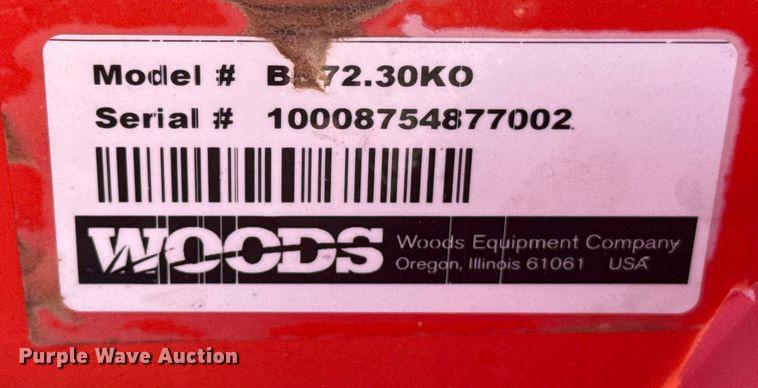 Model #
Serial # 10008754877002
WOODS
Woods Equipment Company
Oregon, Illinois 61061 USA
Purple Wave Auction